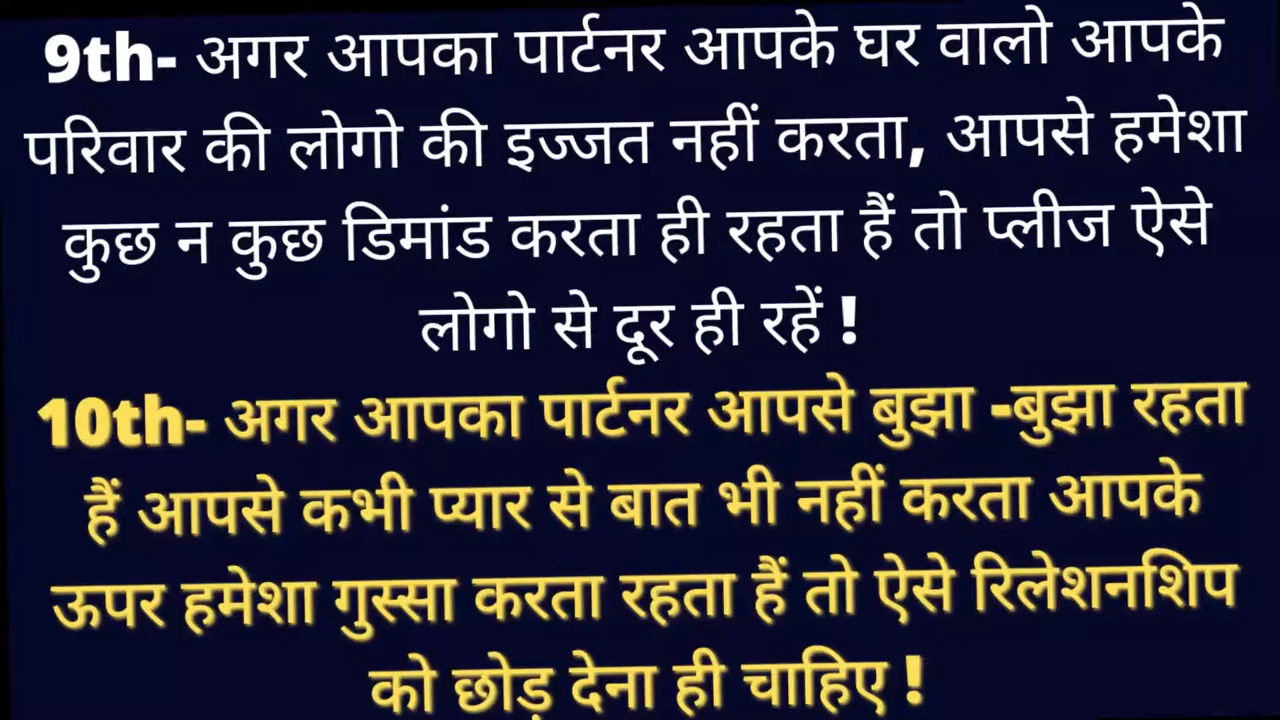 9th- अगर आपका पार्टनर आपके घर वालो आपके
परिवार की लोगो की इज्जत नहीं करता, आपसे हमेशा
कुछ न कुछ डिमांड करता ही रहता हैं तो प्लीज ऐसे
लोगो से दूर ही रहें !
10th- अगर आपका पार्टनर आपसे बुझा -बुझा रहता
हैं आपसे कभी प्यार से बात भी नहीं करता आपके
ऊपर हमेशा गुस्सा करता रहता हैं तो ऐसे रिलेशनशिप
को छोड़ देना ही चाहिए !